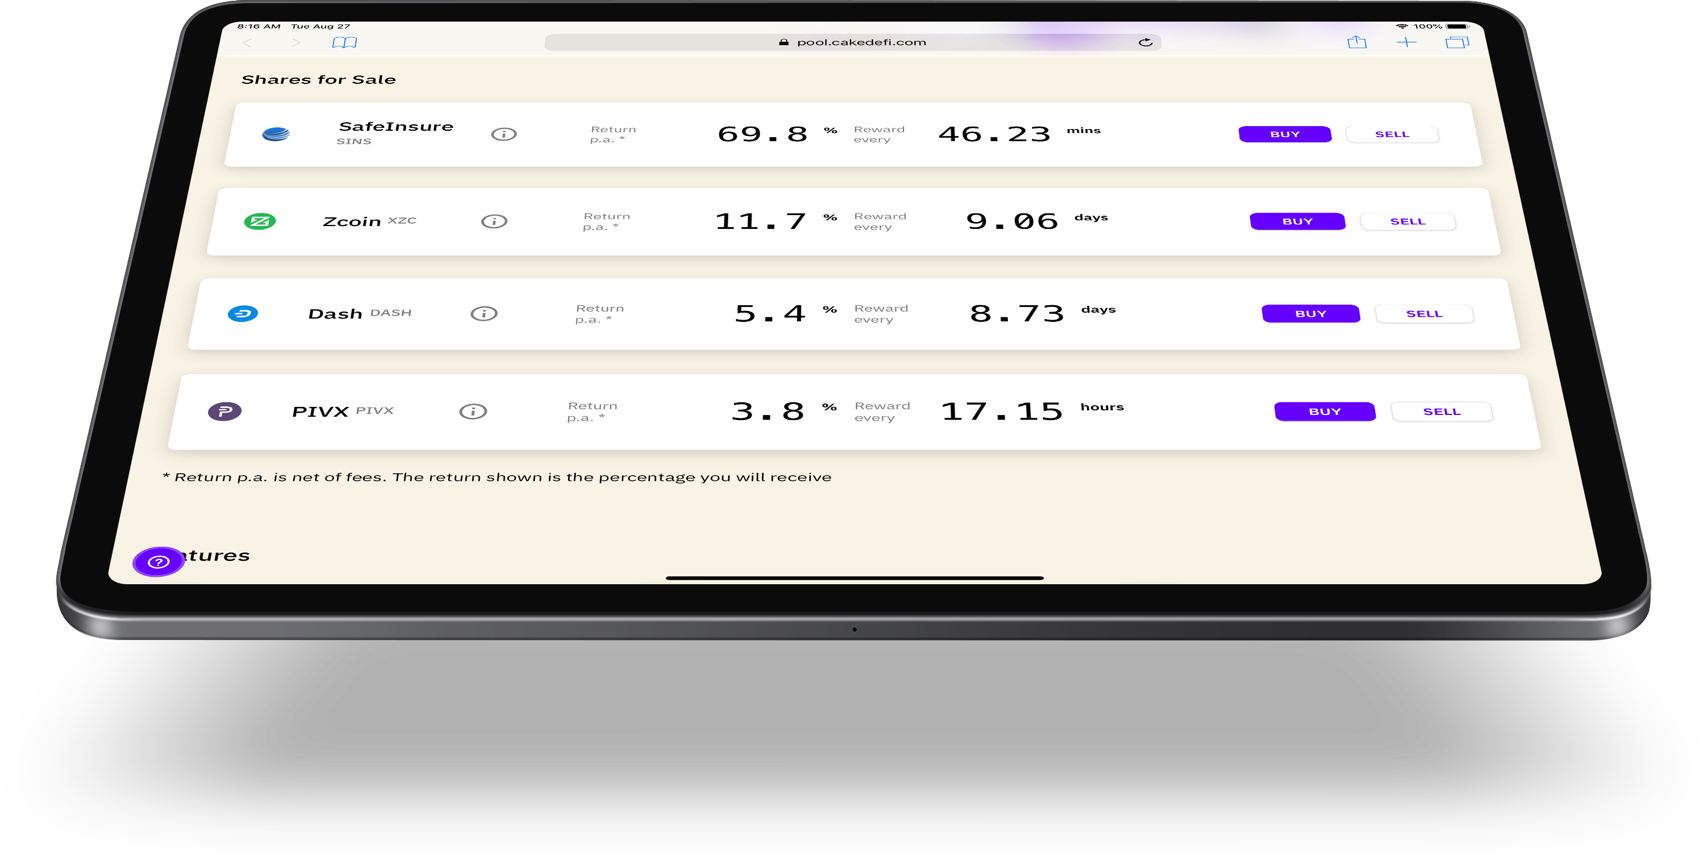 8:16 AM Tue Aug 27
100%
pool.cakedefi.com
Shares for Sale
SafeInsure
SINS
Return
p.a. *
69.8 %
Reward
every
46.23 mins
BUY
SELL
Zcoin XZC
Return
p.a. *
11.7 %
Reward
every
9.06 days
BUY
SELL
Dash DASH
Return
p.a. *
5.4 %
Reward
every
8.73 days
BUY
SELL
PIVX PIVX
Return
p.a. *
3.8 %
Reward
every
17.15 hours
BUY
SELL
* Return p.a. is net of fees. The return shown is the percentage you will receive